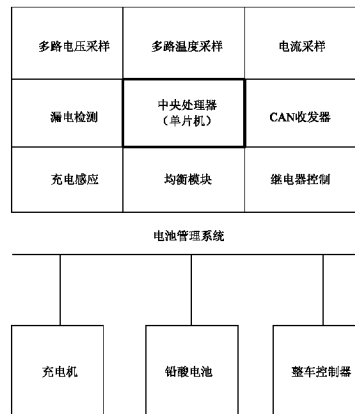 多路电压采样
多路温度采样
电流采样
漏电检测
中央处理器
(单片机)
CAN收发器
充电感应
均衡模块
继电器控制
电池管理系统
充电机
铅酸电池
整车控制器